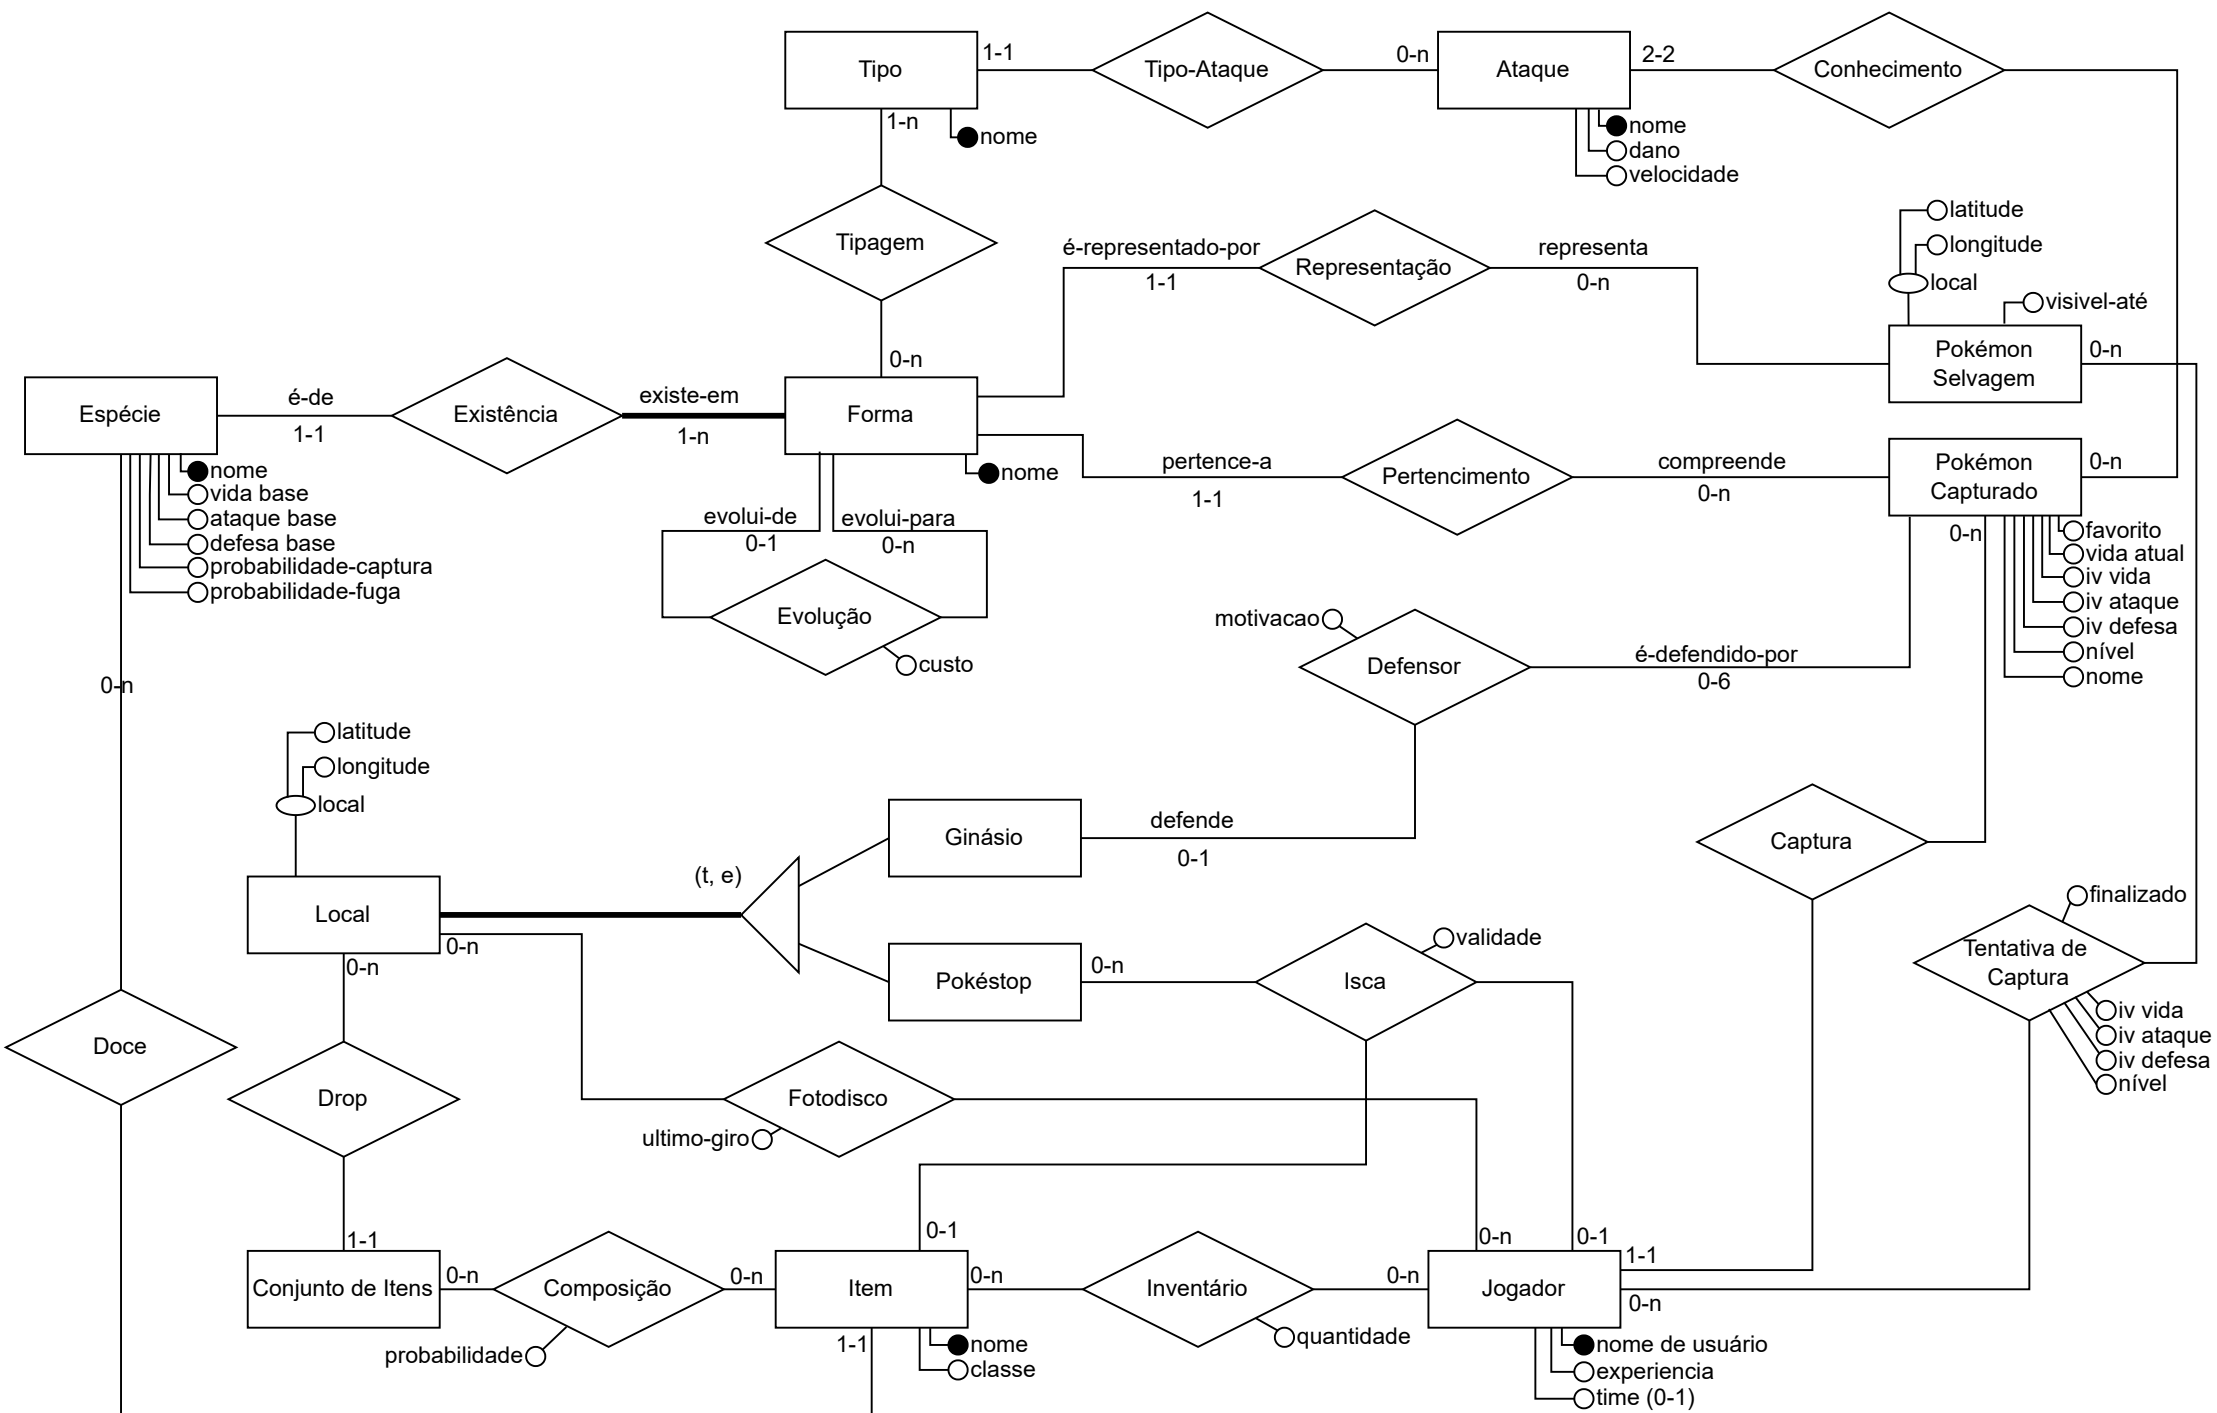 Tipo
1-1
Tipo-Ataque
0-n
Ataque
2-2
Conhecimento
1-n
nome
nome
dano
velocidade
Tipagem
0-n
é-representado-por
1-1
Representação
representa
0-n
latitude
longitude
local
visivel-até
Pokémon
Selvagem
0-n
Espécie
é-de
1-1
Existência
existe-em
1-n
Forma
nome
pertence-a
1-1
Pertencimento
compreende
0-n
Pokémon
Capturado
0-n
0-n
nome
vida base
ataque base
defesa base
probabilidade-captura
probabilidade-fuga
evolui-de
0-1
evolui-para
0-n
Evolução
custo
favorito
vida atual
iv vida
iv ataque
iv defesa
nível
nome
motivacao
Defensor
é-defendido-por
0-6
0-n
latitude
longitude
local
Ginásio
defende
0-1
Captura
(t, e)
Local
0-n
0-n
Pokéstop
0-n
Isca
validade
finalizado
Tentativa de
Captura
iv vida
iv ataque
iv defesa
nível
Doce
Drop
Fotodisco
ultimo-giro
1-1
0-1
0-n
0-1
1-1
Conjunto de Itens
0-n
Composição
0-n
Item
0-n
Inventário
0-n
Jogador
0-n
probabilidade
1-1
nome
classe
quantidade
nome de usuário
experiencia
time (0-1)